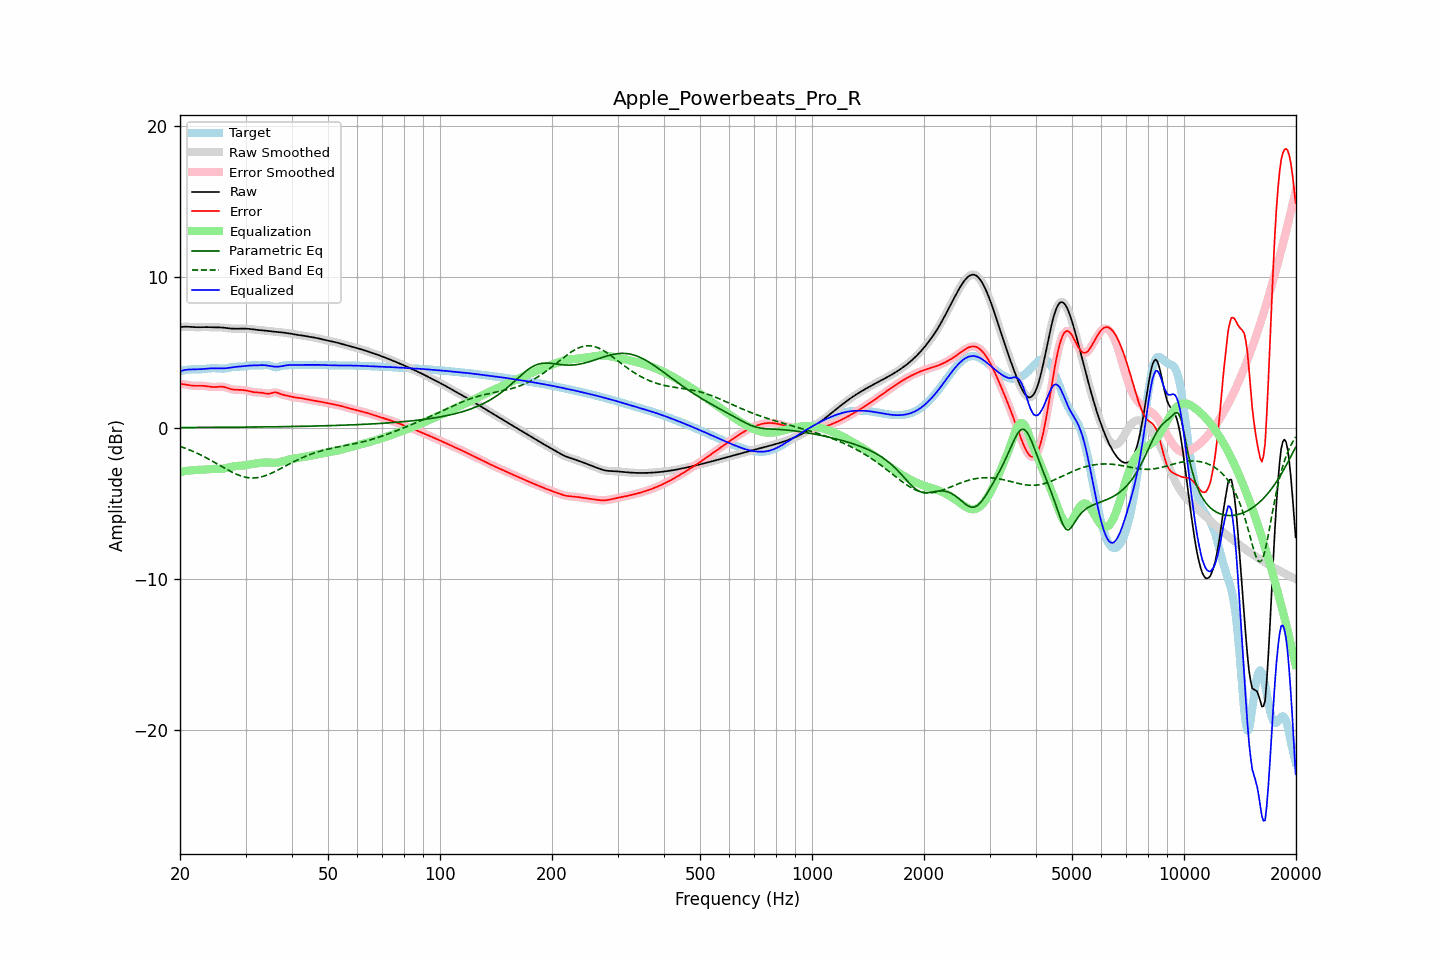 Apple_Powerbeats_Pro_R
Target
Raw Smoothed
Error Smoothed
Raw
Error
Equalization
Parametric Eq
Fixed Band Eq
Equalized
20
10
0
−10
−20
Amplitude (dBr)
20
50
100
200
500
1000
2000
5000
10000
20000
Frequency (Hz)